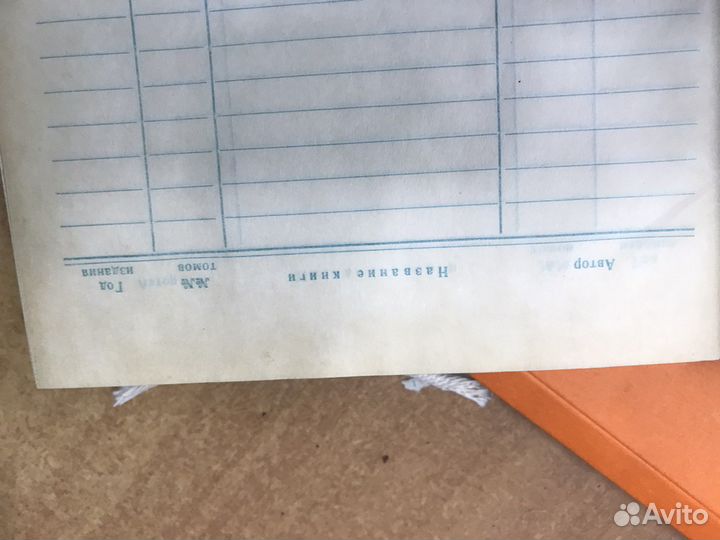 Автор
Название книги
№№ томов
Год издания
Avito